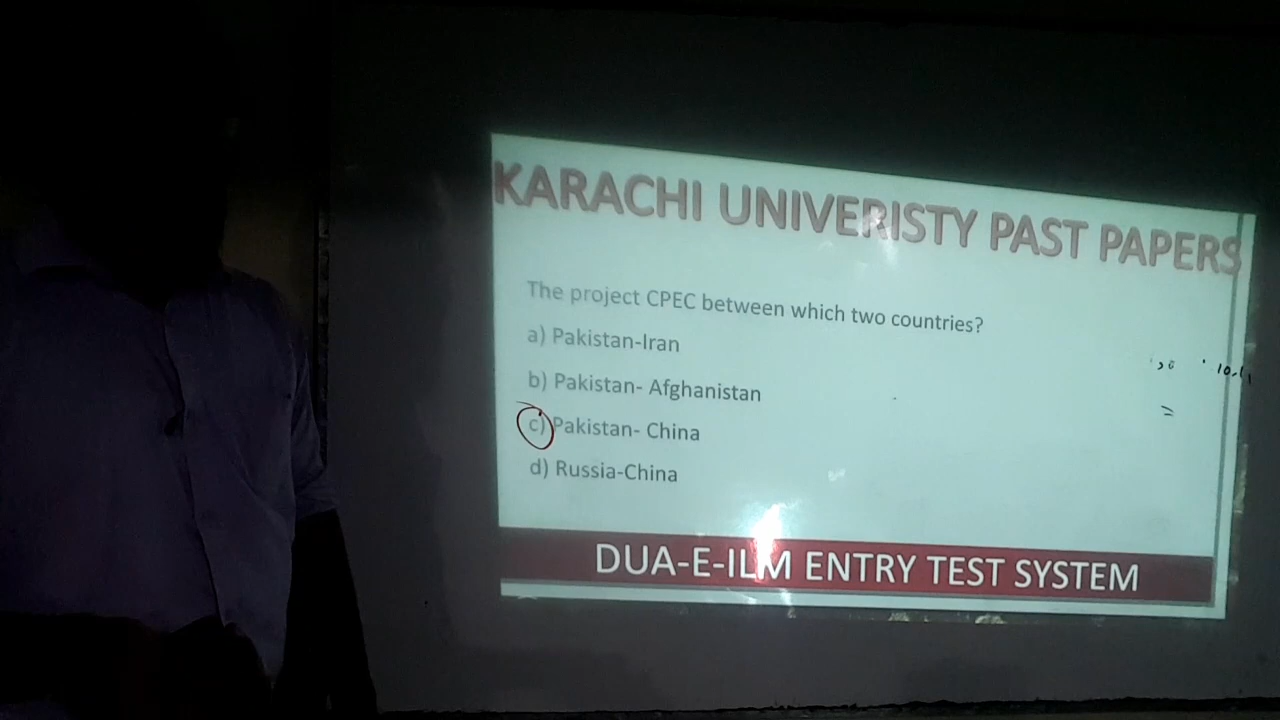 KARACHI UNIVERISTY PAST PAPERS
The project CPEC between which two countries?
a) Pakistan-Iran
b) Pakistan- Afghanistan
c) Pakistan- China
d) Russia-China
DUA-E-ILM ENTRY TEST SYSTEM